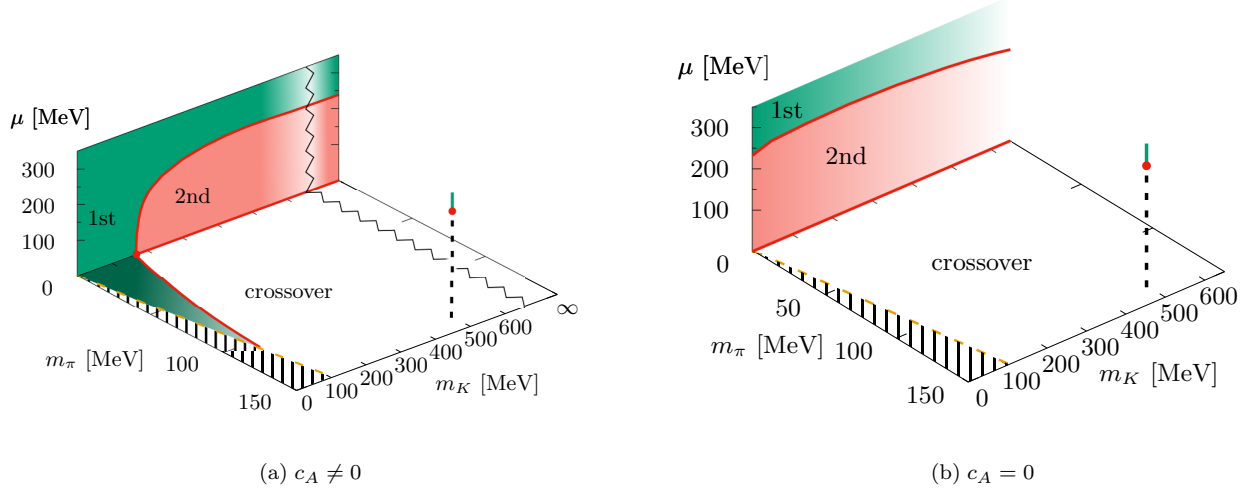 μ [MeV]
300
200
100
0
1st
2nd
crossover
∞
m_π [MeV]
100
150
0
100
200
300
400
500
600
m_K [MeV]
(a) c_A ≠ 0
μ [MeV]
300
200
100
0
1st
2nd
crossover
50
m_π [MeV]
100
150
0
100
200
300
400
500
600
m_K [MeV]
(b) c_A = 0